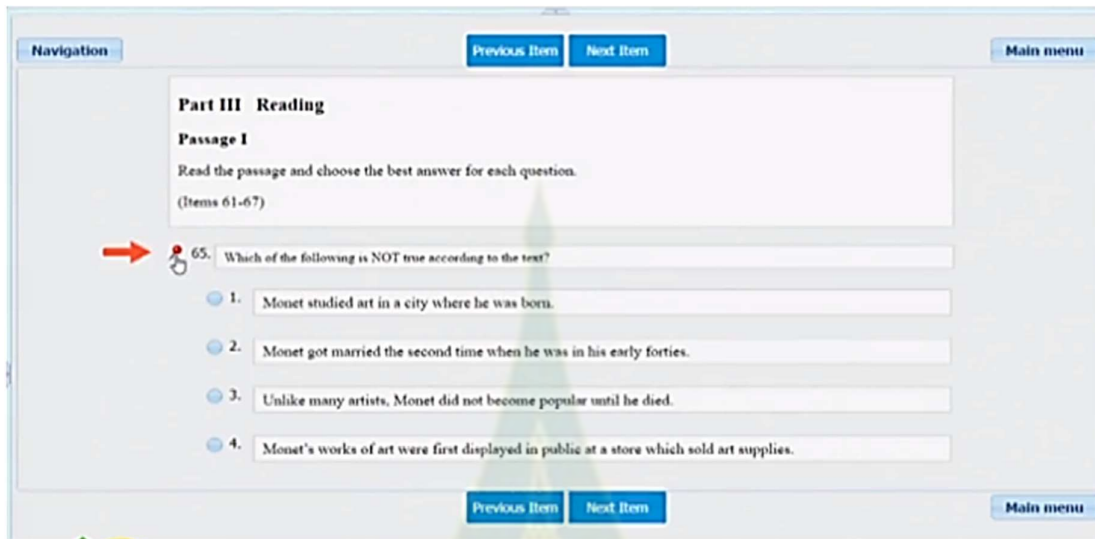 Navigation Previous Item Next Item Main menu
Part III Reading
Passage I
Read the passage and choose the best answer for each question.
(Items 61-67)
65. Which of the following is NOT true according to the text?
1. Monet studied art in a city where he was born.
2. Monet got married the second time when he was in his early forties.
3. Unlike many artists, Monet did not become popular until he died.
4. Monet's works of art were first displayed in public at a store which sold art supplies.
Previous Item Next Item Main menu